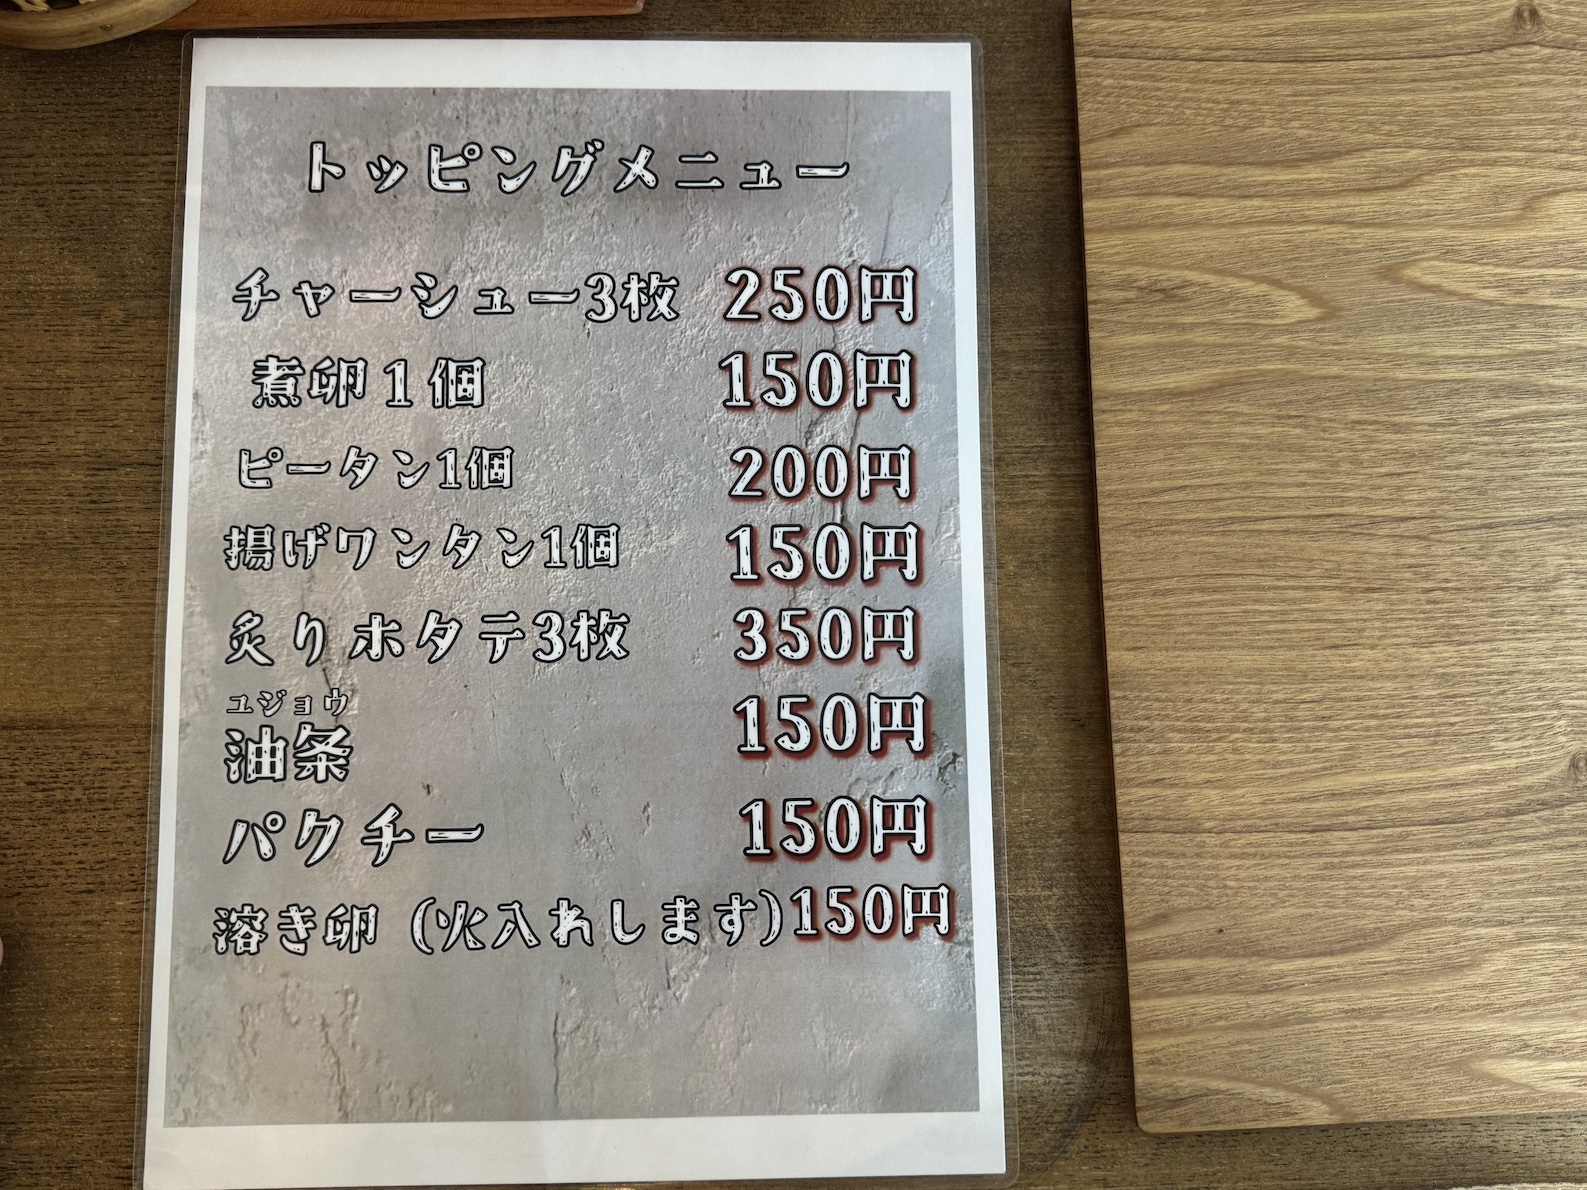 トッピングメニュー
チャーシュー3枚 250円
煮卵1個 150円
ピータン1個 200円
揚げワンタン1個 150円
炙りホタテ3枚 350円
ユジョウ
油条 150円
パクチー 150円
溶き卵 (火入れします)150円